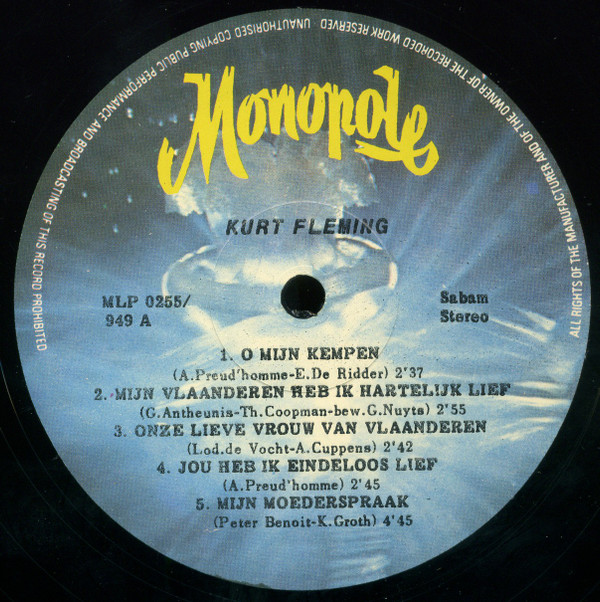 ALL RIGHTS OF THE MANUFACTURER AND OF THE OWNER OF THE RECORDED WORK RESERVED UNAUTHORISED COPYING PUBLIC PERFORMANCE AND BROADCASTING OF THIS RECORD PROHIBITED
Monopole
KURT FLEMING
MLP 0255/
949 A
Sabam
Stereo
1. O MIJN KEMPEN
(A.Preud'homme-E.De Ridder) 2'37
2. MIJN VLAANDEREN HEB IK HARTELIJK LIEF
(G.Antheunis-Th.Coopman-bew.G.Nuyts) 2'55
3. ONZE LIEVE VROUW VAN VLAANDEREN
(Lod.de Vocht-A.Cuppens) 2'42
4. JOU HEB IK EINDELOOS LIEF
(A.Preud'homme) 2'45
5. MIJN MOEDERSPRAAK
(Peter Benoit-K.Groth) 4'45